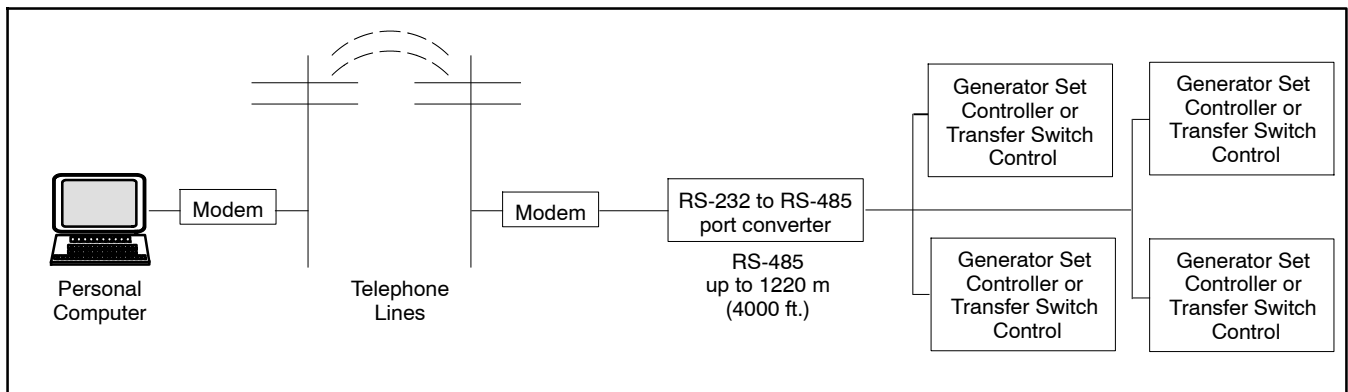 Personal
Computer
Modem
Telephone
Lines
Modem
RS-232 to RS-485
port converter
RS-485
up to 1220 m
(4000 ft.)
Generator Set
Controller or
Transfer Switch
Control
Generator Set
Controller or
Transfer Switch
Control
Generator Set
Controller or
Transfer Switch
Control
Generator Set
Controller or
Transfer Switch
Control